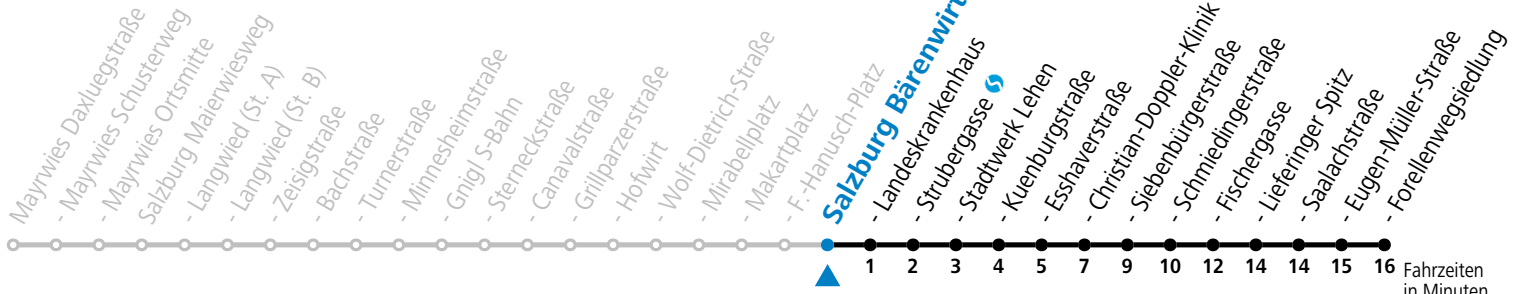 Mayrwies Daxluegstraße
- Mayrwies Schusterweg
- Mayrwies Ortsmitte
Salzburg Maierwiesweg
- Langwied (St. A)
- Langwied (St. B)
- Zeisigstraße
- Bachstraße
- Turnerstraße
- Minnesheimstraße
- Gnigl S-Bahn
- Sterneckstraße
- Canavalstraße
- Grillparzerstraße
- Hofwirt
- Wolf-Dietrich-Straße
- Mirabellplatz
- Makartplatz
- F.-Hanusch-Platz
Salzburg Bärenwirt
- Landeskrankenhaus
- Strubergasse
- Stadtwerk Lehen
- Kuenburgstraße
- Esshaverstraße
- Christian-Doppler-Klinik
- Siebenbürgerstraße
- Schmiedingerstraße
- Fischergasse
- Lieferinger Spitz
- Saalachstraße
- Eugen-Müller-Straße
- Forellenwegsiedlung
1 2 3 4 5 7 9 10 12 14 14 15 16 Fahrzeiten
in Minuten